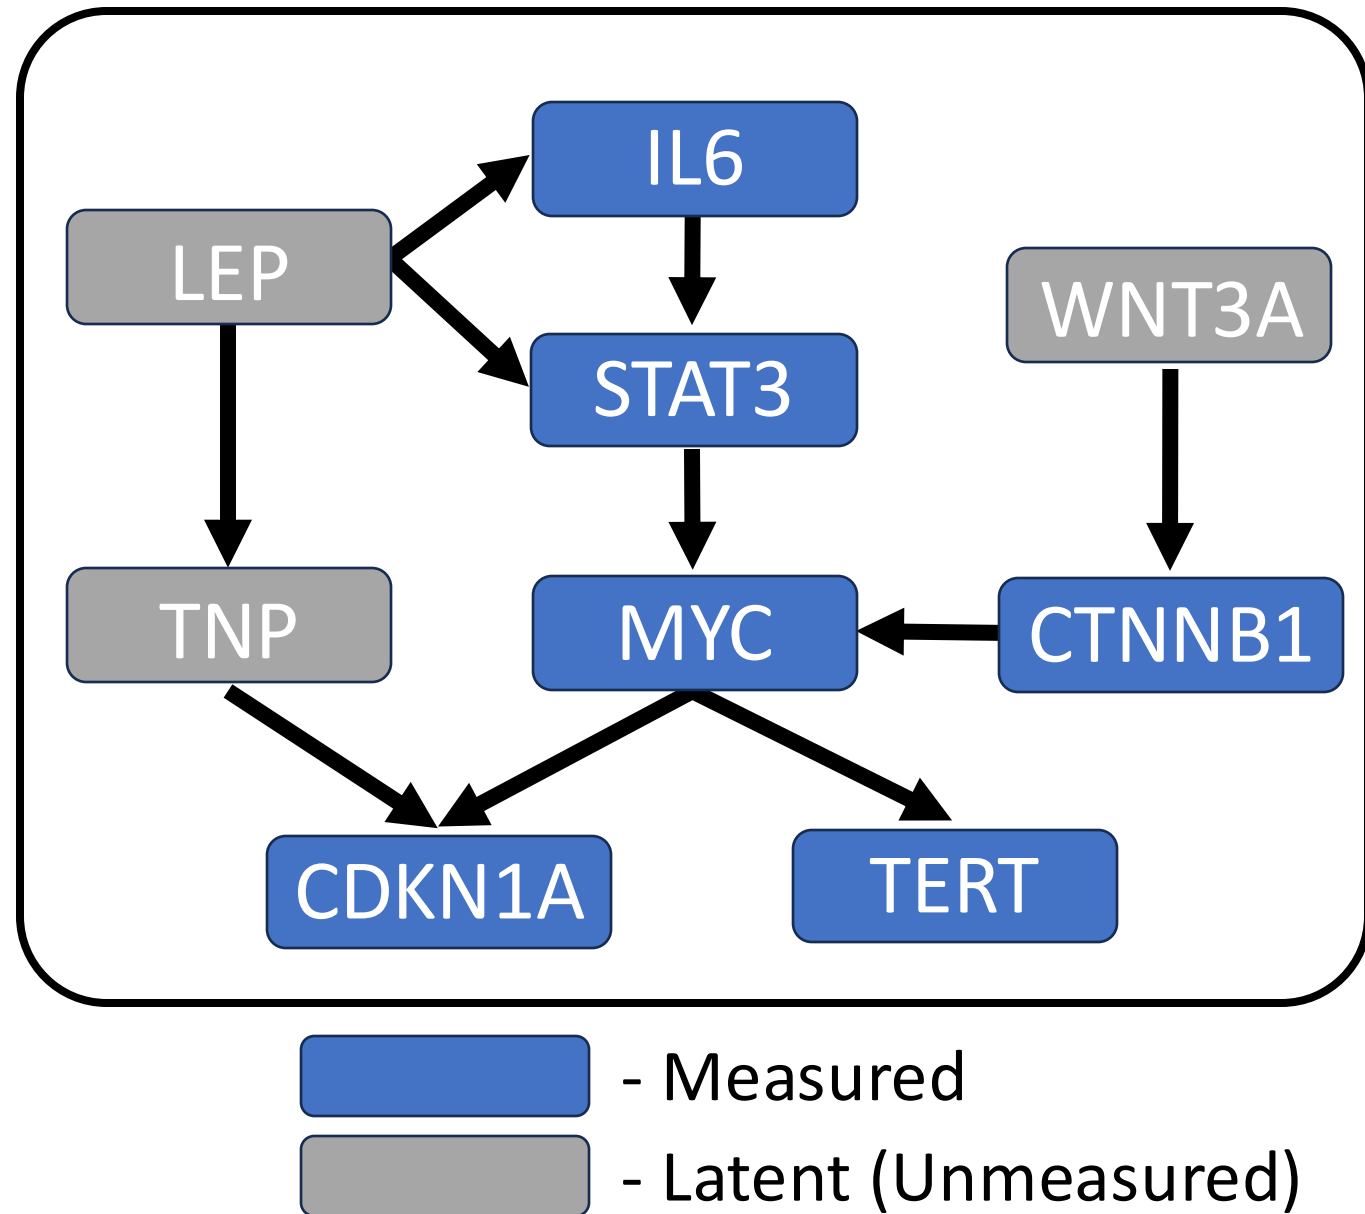 IL6
LEP
WNT3A
STAT3
TNP
MYC
CTNNB1
CDKN1A
TERT
- Measured
- Latent (Unmeasured)